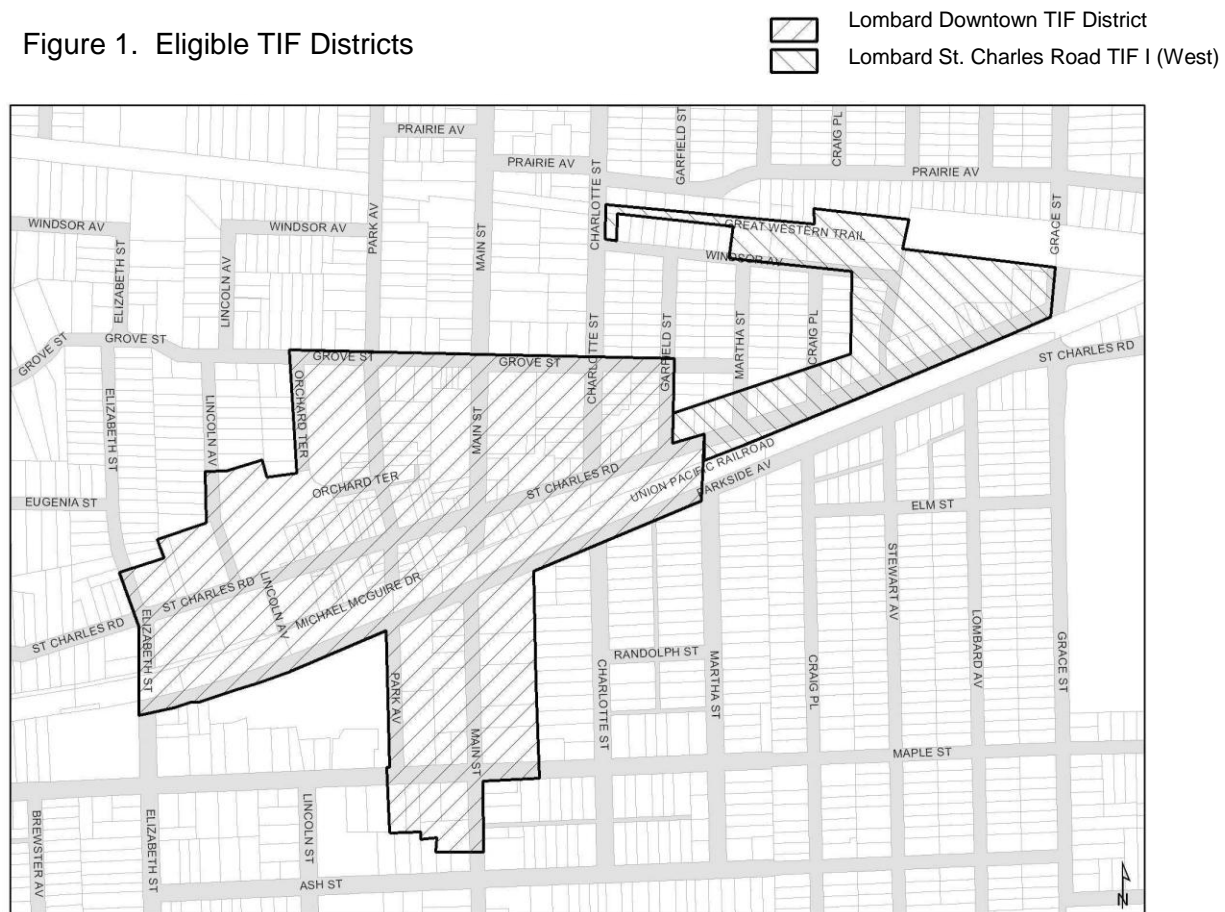 Figure 1. Eligible TIF Districts
Lombard Downtown TIF District
Lombard St. Charles Road TIF I (West)
PRAIRIE AV
PRAIRIE AV
GARFIELD ST
CRAIG PL
PRAIRIE AV
WINDSOR AV
WINDSOR AV
ELIZABETH ST
LINCOLN AV
PARK AV
MAIN ST
CHARLOTTE ST
GREAT WESTERN TRAIL
WINDSOR AV
GRACE ST
GROVE ST
GROVE ST
GROVE ST
GROVE ST
CHARLOTTE ST
GARFIELD ST
MARTHA ST
CRAIG PL
ST CHARLES RD
ORCHARD TER
ELIZABETH ST
LINCOLN AV
MAIN ST
ORCHARD TER
ST CHARLES RD
UNION PACIFIC RAILROAD
PARKSIDE AV
EUGENIA ST
ELM ST
STEWART AV
ST CHARLES RD
LINCOLN AV
MICHAEL MCGUIRE DR
ST CHARLES RD
ELIZABETH ST
PARK AV
RANDOLPH ST
CHARLOTTE ST
MARTHA ST
CRAIG PL
LOMBARD AV
GRACE ST
MAIN ST
MAPLE ST
BREWSTER AV
ELIZABETH ST
LINCOLN ST
ASH ST
N